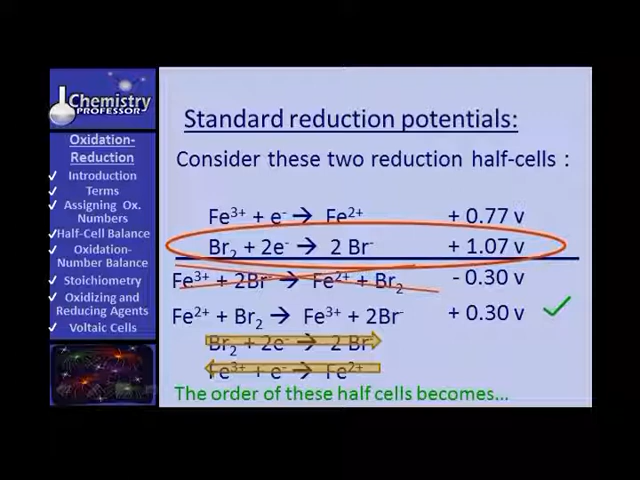 Chemistry
PROFESSOR
Oxidation-
Reduction
✓ Introduction
✓ Terms
✓ Assigning Ox.
Numbers
✓ Half-Cell Balance
✓ Oxidation-
Number Balance
✓ Stoichiometry
✓ Oxidizing and
Reducing Agents
✓ Voltaic Cells
Standard reduction potentials:
Consider these two reduction half-cells :
Fe³⁺ + e⁻ → Fe²⁺ + 0.77 v
Br₂ + 2e⁻ → 2 Br⁻ + 1.07 v
Fe³⁺ + 2Br⁻ → Fe²⁺ + Br₂ - 0.30 v
Fe²⁺ + Br₂ → Fe³⁺ + 2Br⁻ + 0.30 v ✓
Br₂ + 2e⁻ → 2 Br⁻
Fe³⁺ + e⁻ → Fe²⁺
The order of these half cells becomes...